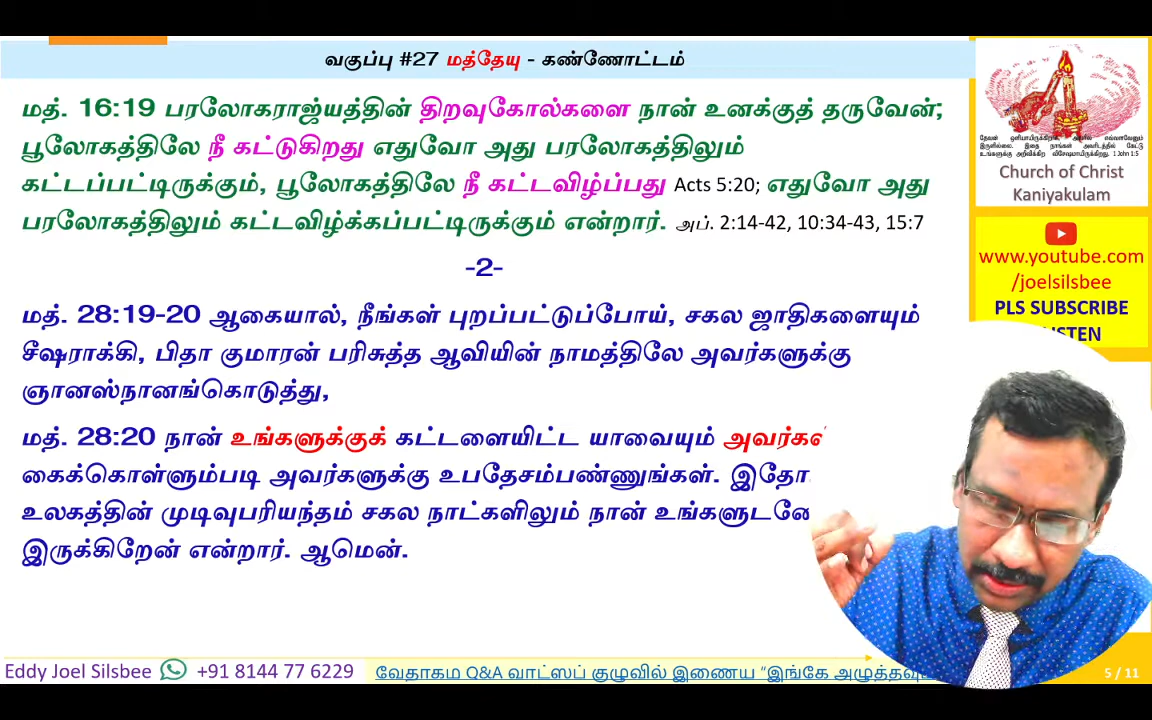 வகுப்பு #27 மத்தேயு - கண்ணோட்டம்
மத். 16:19 பரலோகராஜ்யத்தின் திறவுகோல்களை நான் உனக்குத் தருவேன்;
பூலோகத்திலே நீ கட்டுகிறது எதுவோ அது பரலோகத்திலும்
கட்டப்பட்டிருக்கும், பூலோகத்திலே நீ கட்டவிழ்ப்பது Acts 5:20; எதுவோ அது
பரலோகத்திலும் கட்டவிழ்க்கப்பட்டிருக்கும் என்றார். அப். 2:14-42, 10:34-43, 15:7
-2-
மத். 28:19-20 ஆகையால், நீங்கள் புறப்பட்டுப்போய், சகல ஜாதிகளையும்
சீஷராக்கி, பிதா குமாரன் பரிசுத்த ஆவியின் நாமத்திலே அவர்களுக்கு
ஞானஸ்நானங்கொடுத்து,
மத். 28:20 நான் உங்களுக்குக் கட்டளையிட்ட யாவையும்
கைக்கொள்ளும்படி அவர்களுக்கு உபதேசம்பண்ணுங்கள்.
உலகத்தின் முடிவுபரியந்தம் சகல நாட்களிலும் நான்
இருக்கிறேன் என்றார். ஆமென்.
1 John 1:5
Church of Christ
Kaniyakulam
www.youtube.com
/joelsilsbee
PLS SUBSCRIBE
Eddy Joel Silsbee +91 8144 77 6229 வேதாகம Q&A வாட்ஸப் குழுவில் இணைய “இங்கே
5 / 11